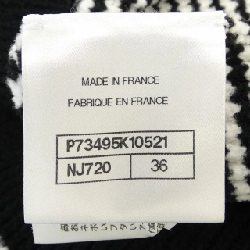 MADE IN FRANCE
FABRIQUE EN FRANCE
P73495K10521
NJ720 36